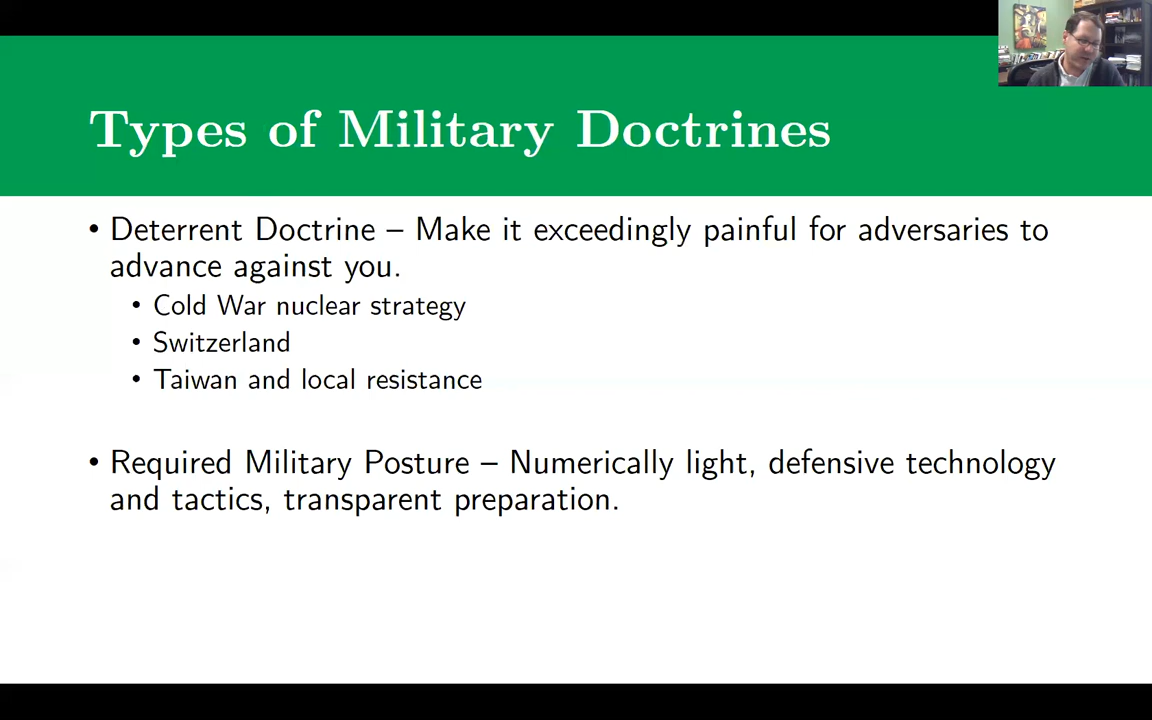 Types of Military Doctrines
• Deterrent Doctrine – Make it exceedingly painful for adversaries to
advance against you.
• Cold War nuclear strategy
• Switzerland
• Taiwan and local resistance
• Required Military Posture – Numerically light, defensive technology
and tactics, transparent preparation.